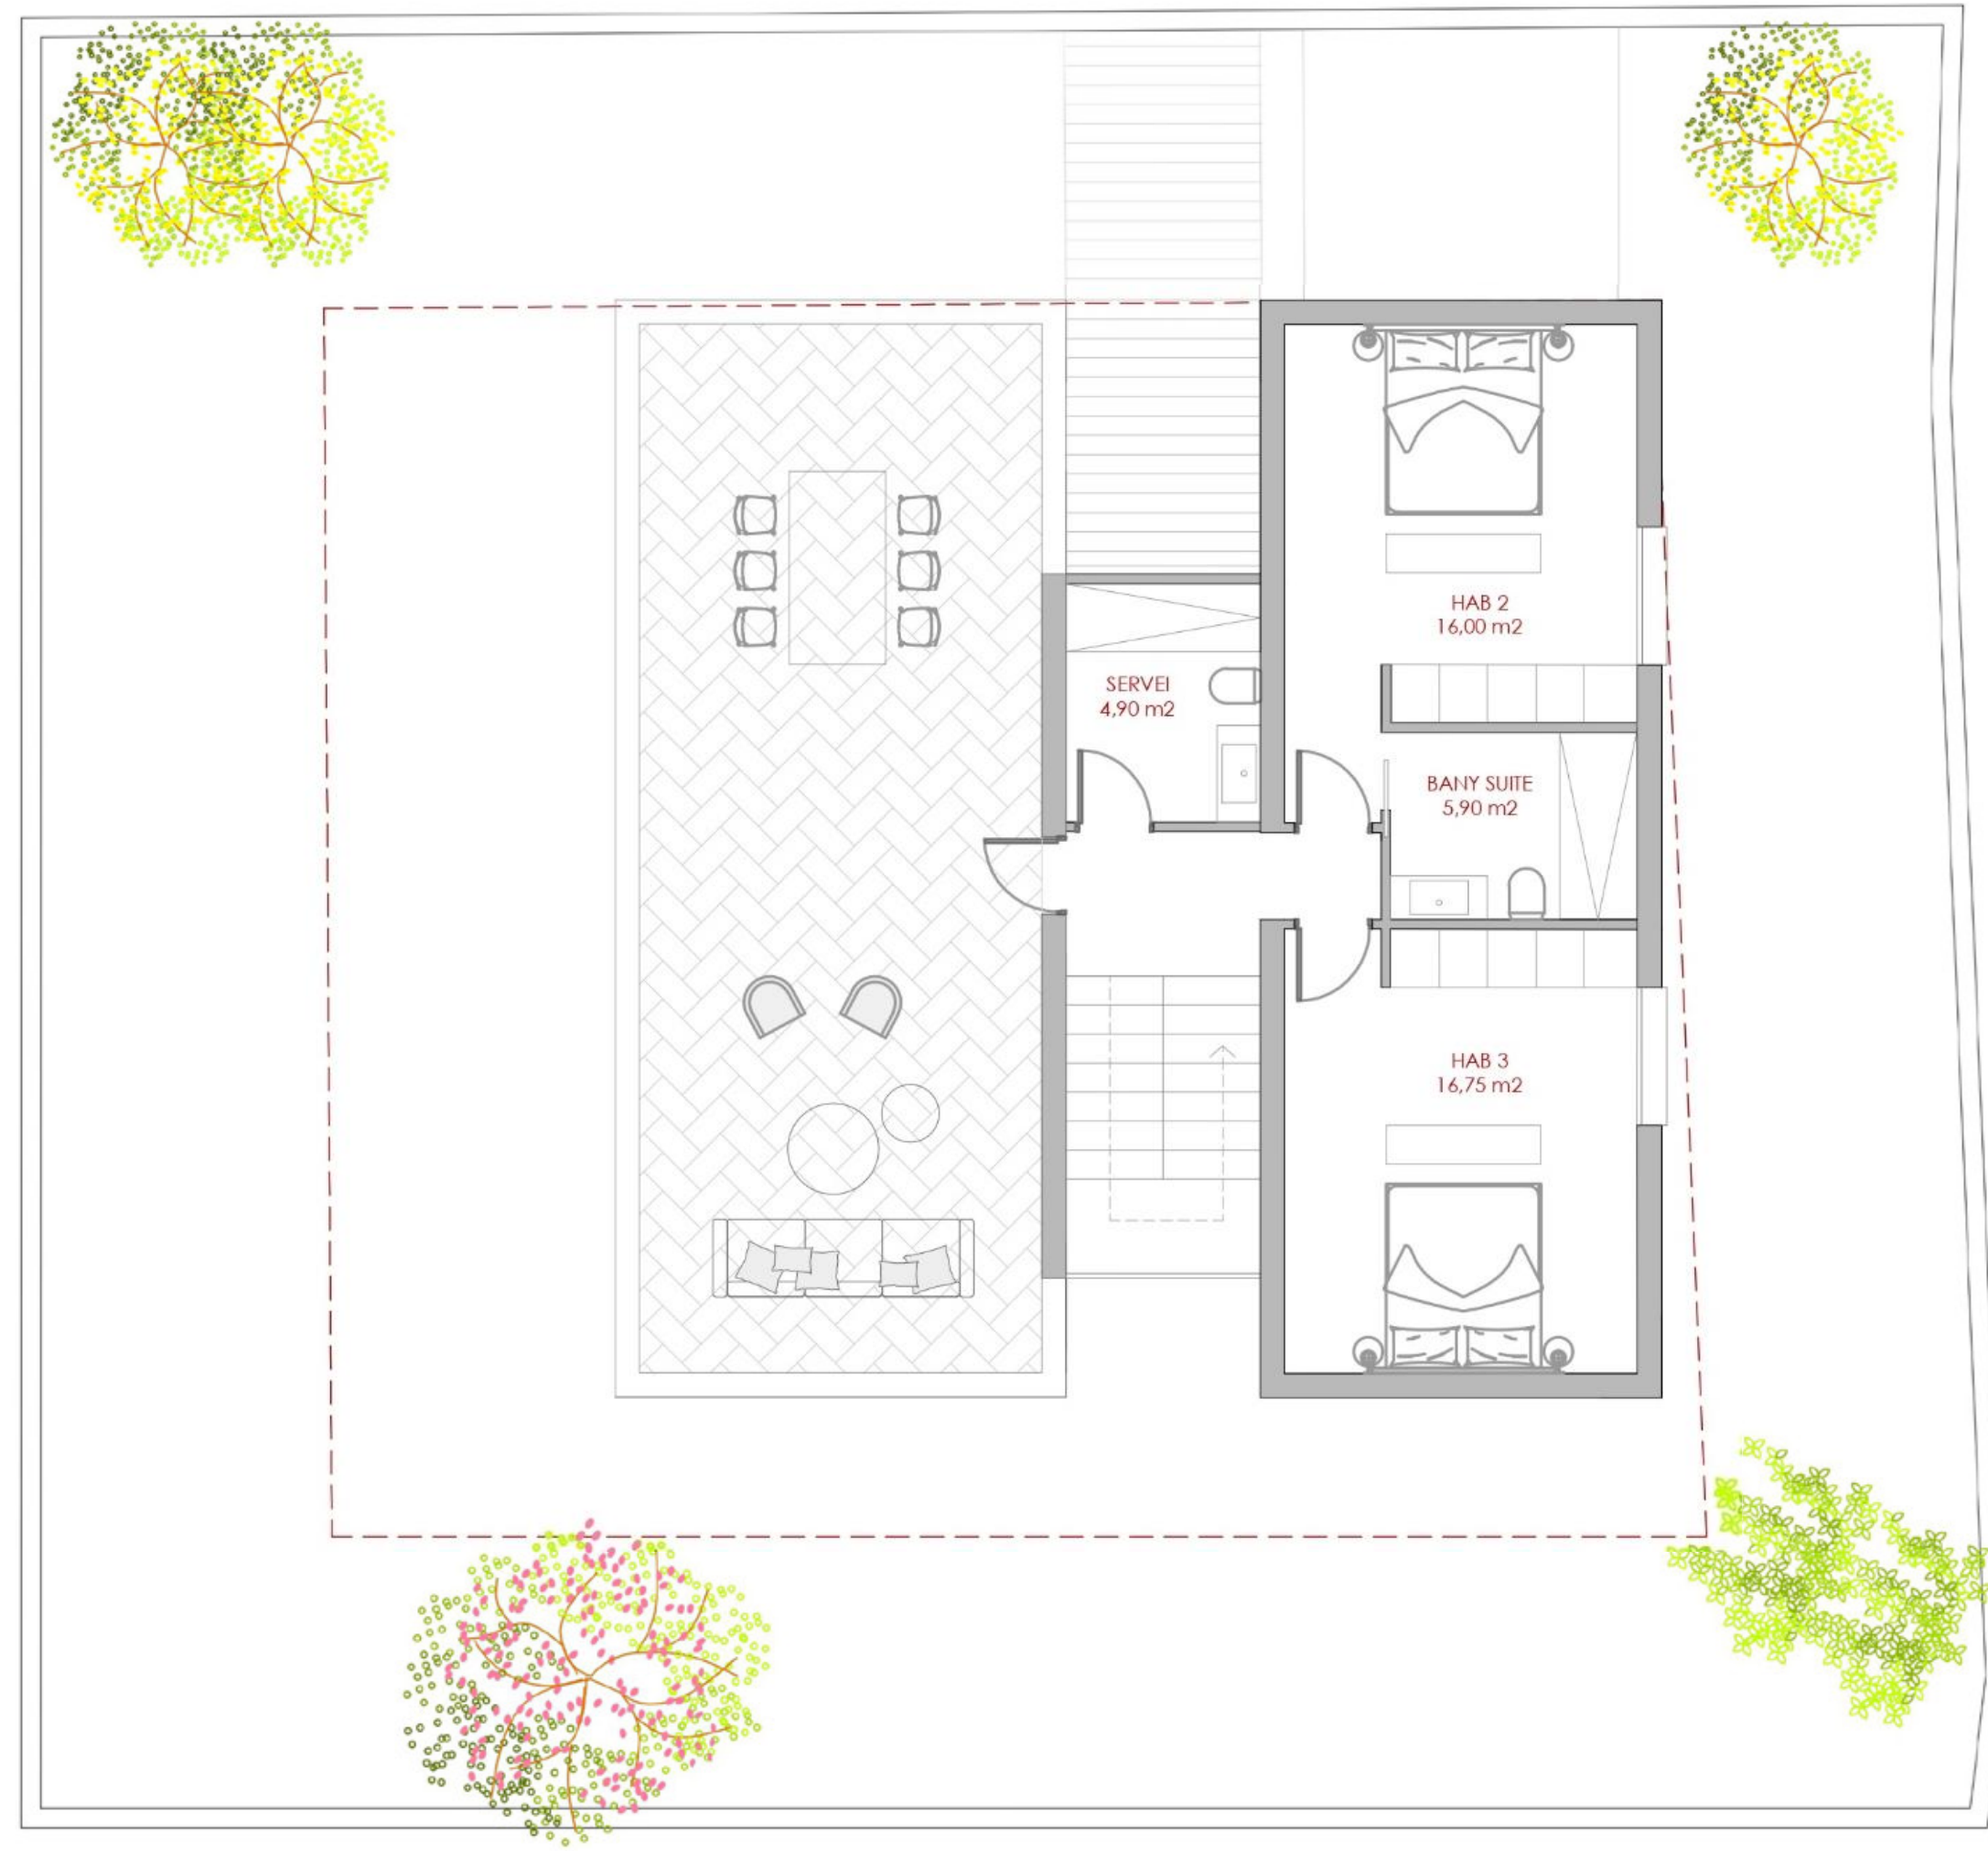 HAB 2
16,00 m2
SERVEI
4,90 m2
BANY SUITE
5,90 m2
HAB 3
16,75 m2